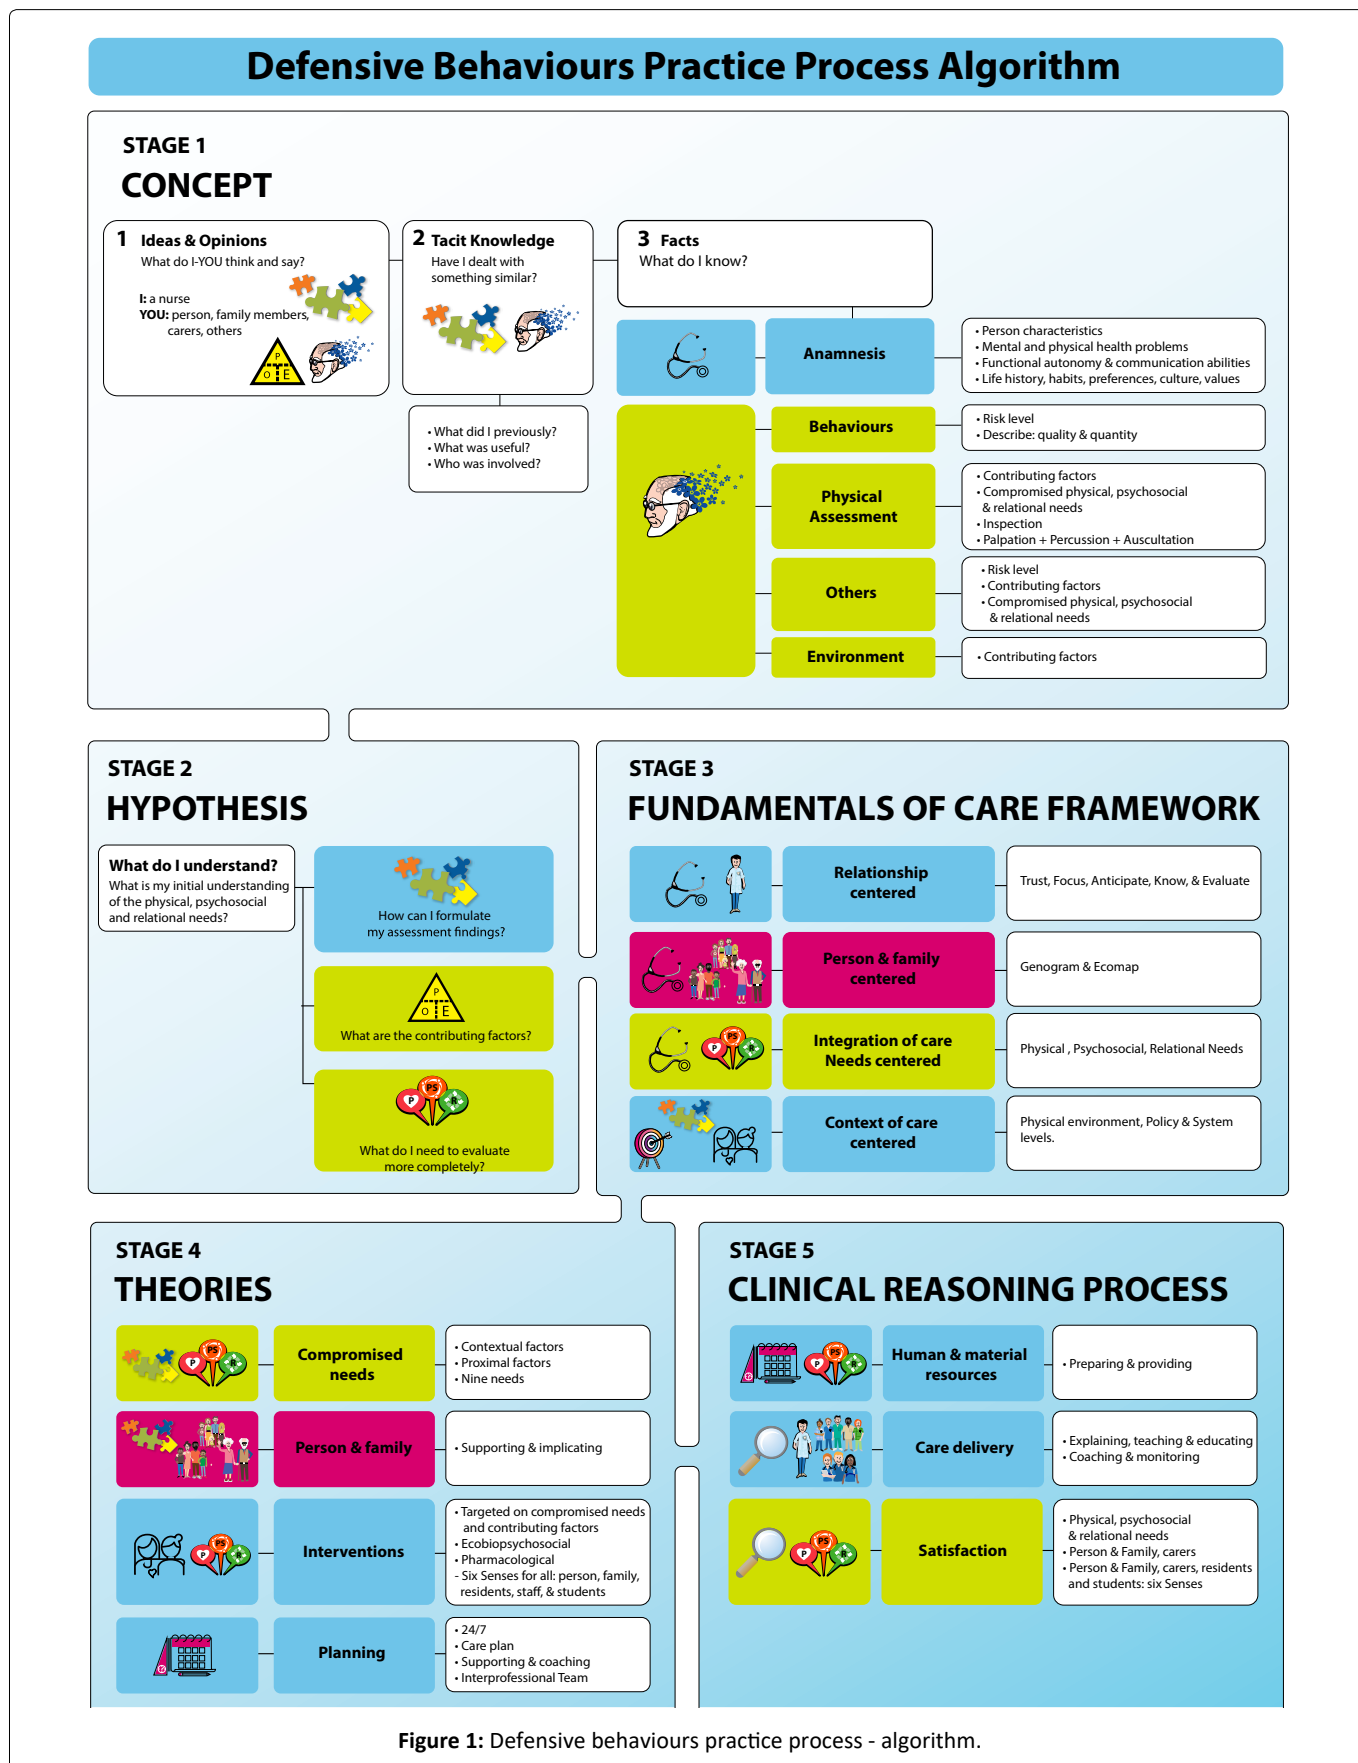 Defensive Behaviours Practice Process Algorithm
STAGE 1
CONCEPT
1 Ideas & Opinions
What do I-YOU think and say?
I: a nurse
YOU: person, family members,
carers, others
P
O E
2 Tacit Knowledge
Have I dealt with
something similar?
• What did I previously?
• What was useful?
• Who was involved?
3 Facts
What do I know?
Anamnesis
• Person characteristics
• Mental and physical health problems
• Functional autonomy & communication abilities
• Life history, habits, preferences, culture, values
Behaviours
• Risk level
• Describe: quality & quantity
Physical
Assessment
• Contributing factors
• Compromised physical, psychosocial
& relational needs
• Inspection
• Palpation + Percussion + Auscultation
Others
• Risk level
• Contributing factors
• Compromised physical, psychosocial
& relational needs
Environment
• Contributing factors
STAGE 2
HYPOTHESIS
What do I understand?
What is my initial understanding
of the physical, psychosocial
and relational needs?
How can I formulate
my assessment findings?
P
O E
What are the contributing factors?
P PS R
What do I need to evaluate
more completely?
STAGE 3
FUNDAMENTALS OF CARE FRAMEWORK
Relationship
centered
Trust, Focus, Anticipate, Know, & Evaluate
Person & family
centered
Genogram & Ecomap
P PS R
Integration of care
Needs centered
Physical , Psychosocial, Relational Needs
Context of care
centered
Physical environment, Policy & System
levels.
STAGE 4
THEORIES
P PS R
Compromised
needs
• Contextual factors
• Proximal factors
• Nine needs
Person & family
• Supporting & implicating
P PS R
Interventions
• Targeted on compromised needs
and contributing factors
• Ecobiopsychosocial
• Pharmacological
- Six Senses for all: person, family,
residents, staff, & students
Planning
• 24/7
• Care plan
• Supporting & coaching
• Interprofessional Team
STAGE 5
CLINICAL REASONING PROCESS
P PS R
Human & material
resources
• Preparing & providing
Care delivery
• Explaining, teaching & educating
• Coaching & monitoring
P PS R
Satisfaction
• Physical, psychosocial
& relational needs
• Person & Family, carers
• Person & Family, carers, residents
and students: six Senses
Figure 1: Defensive behaviours practice process - algorithm.